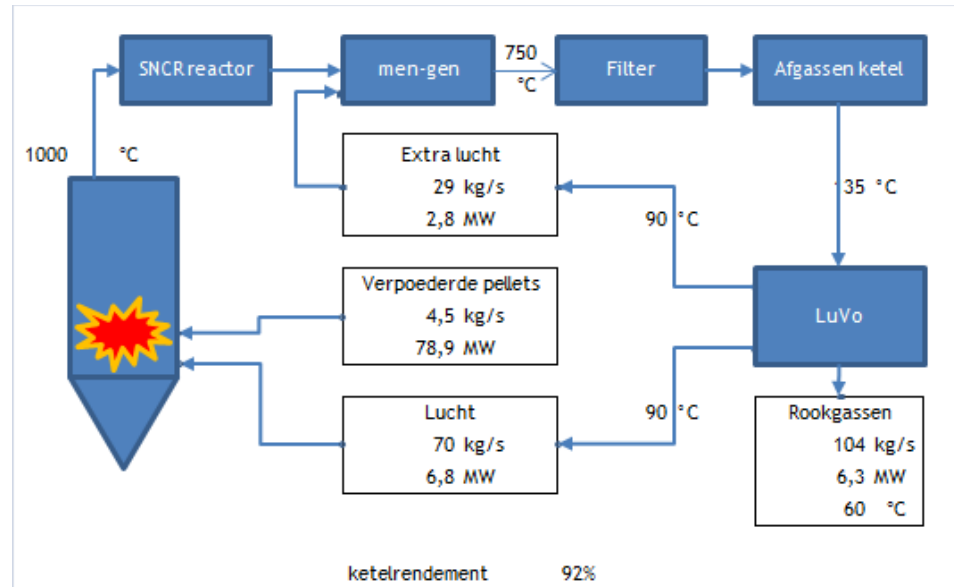 SNCR reactor
men-gen
750
°C
Filter
Afgassen ketel
1000 °C
Extra lucht
29 kg/s
2,8 MW
90 °C
35 °C
Verpoederde pellets
4,5 kg/s
78,9 MW
LuVo
Lucht
70 kg/s
6,8 MW
90 °C
Rookgassen
104 kg/s
6,3 MW
60 °C
ketelrendement 92%